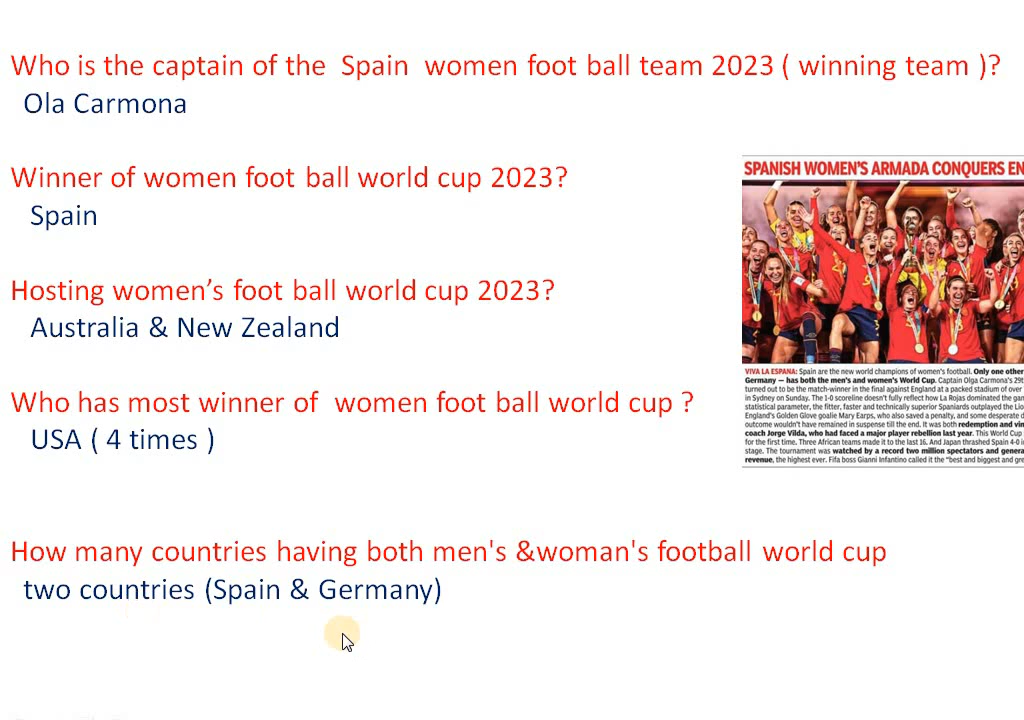 Who is the captain of the Spain women foot ball team 2023 ( winning team )?
Ola Carmona
Winner of women foot ball world cup 2023?
Spain
Hosting women's foot ball world cup 2023?
Australia & New Zealand
Who has most winner of women foot ball world cup ?
USA ( 4 times )
How many countries having both men's &woman's football world cup
two countries (Spain & Germany)
SPANISH WOMEN'S ARMADA CONQUERS EN
VIVA LA ESPANA: Spain are the new world champions of women's football. Only one other
Germany — has both the men's and women's World Cup. Captain Olga Carmona's 29t
turned out to be the match-winner in the final against England at a packed stadium of over
in Sydney on Sunday. The 1-0 scoreline doesn't fully reflect how La Rojas dominated the gam
statistical parameter, the fitter, faster and technically superior Spaniards outplayed the Lio
England's Golden Glove goalie Mary Earps, who also saved a penalty, and some desperate d
outcome wouldn't have remained in suspense till the end. It was both redemption and vin
coach Jorge Vilda, who had faced a major player rebellion last year. This World Cup
for the first time. Three African teams made it to the last 16. And Japan thrashed Spain 4-0 i
stage. The tournament was watched by a record two million spectators and genera
revenue, the highest ever. Fifa boss Gianni Infantino called it the "best and biggest and gre